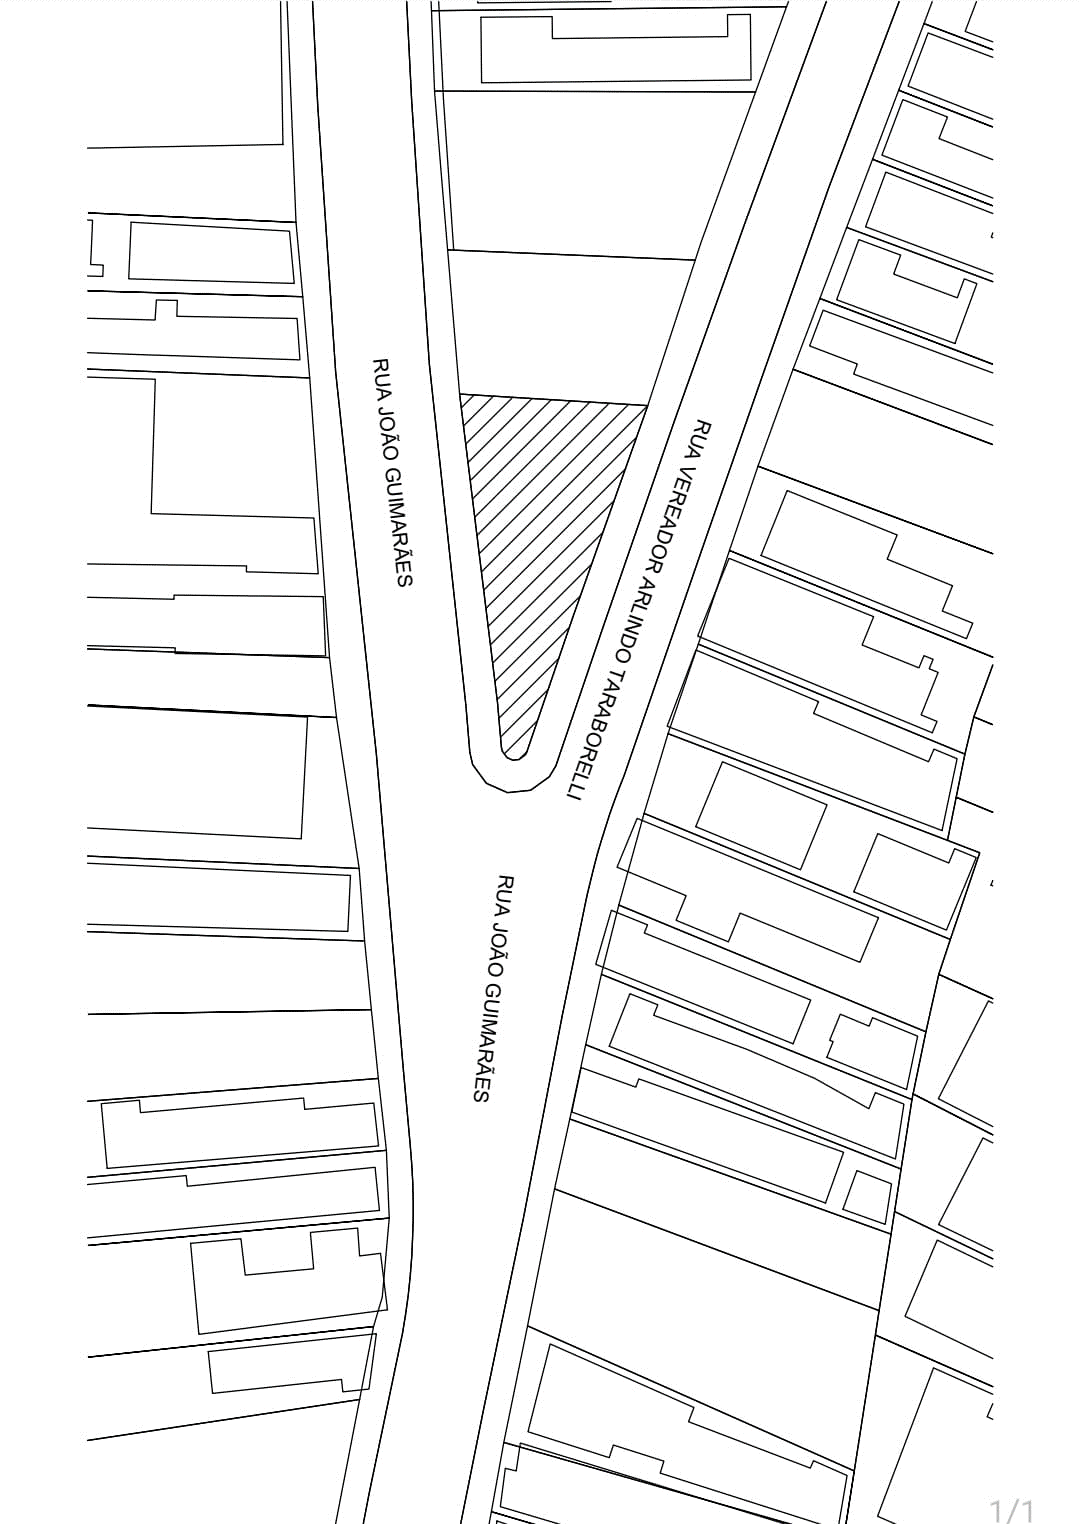 RUA JOÃO GUIMARÃES
RUA VEREADOR ARLINDO TARABORELLI
RUA JOÃO GUIMARÃES
1/1